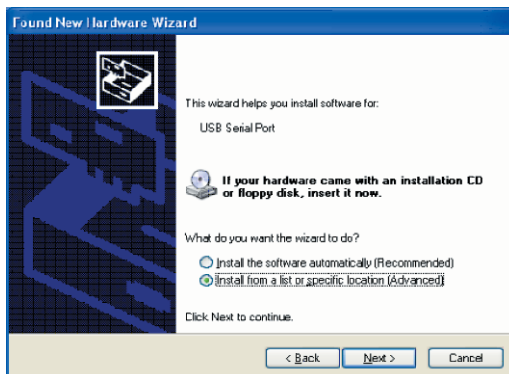 Found New Hardware Wizard
This wizard helps you install software for:
USB Serial Port
If your hardware came with an installation CD
or floppy disk, insert it now.
What do you want the wizard to do?
Install the software automatically (Recommended)
Install from a list or specific location (Advanced)
Click Next to continue.
< Back Next > Cancel